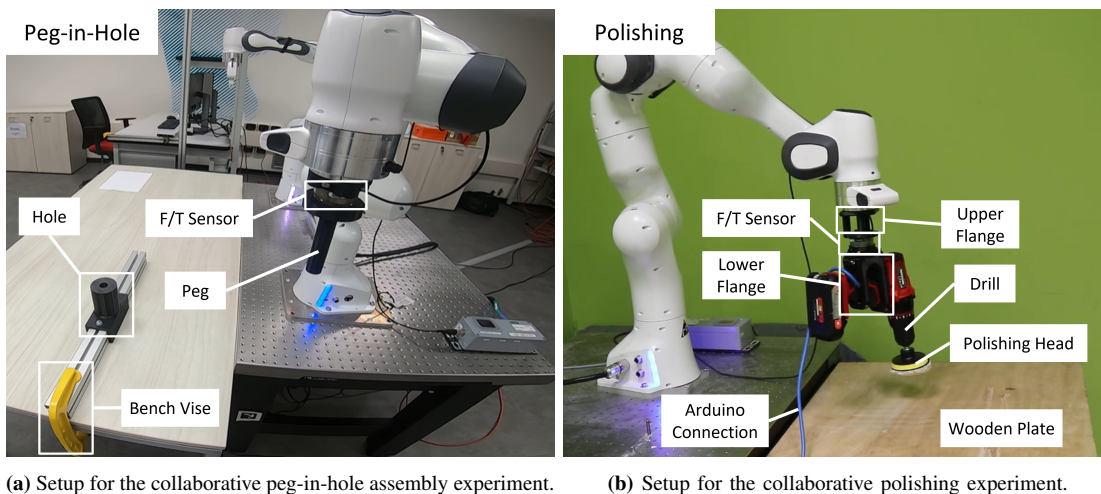 Peg-in-Hole
Hole
F/T Sensor
Peg
Bench Vise
(a) Setup for the collaborative peg-in-hole assembly experiment.
Polishing
F/T Sensor
Upper
Flange
Lower
Flange
Drill
Polishing Head
Arduino
Connection
Wooden Plate
(b) Setup for the collaborative polishing experiment.